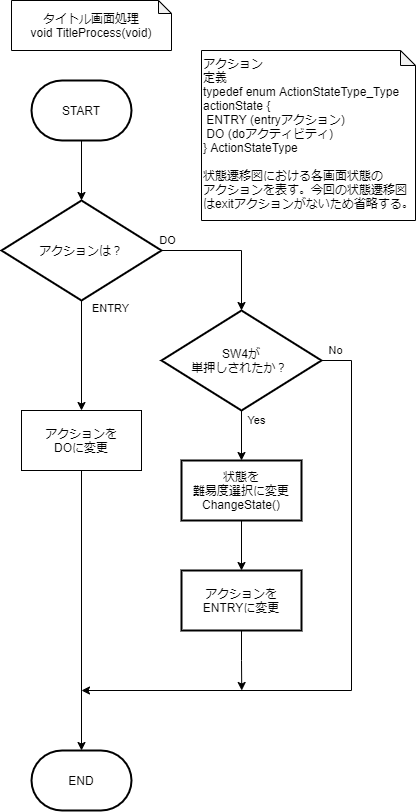 タイトル画面処理
void TitleProcess(void)
アクション
定義
typedef enum ActionStateType_Type
actionState {
ENTRY (entryアクション)
DO (doアクティビティ)
} ActionStateType
状態遷移図における各画面状態の
アクションを表す。今回の状態遷移図
はexitアクションがないため省略する。
START
アクションは？
DO
ENTRY
SW4が
単押しされたか？
No
Yes
アクションを
DOに変更
状態を
難易度選択に変更
ChangeState()
アクションを
ENTRYに変更
END